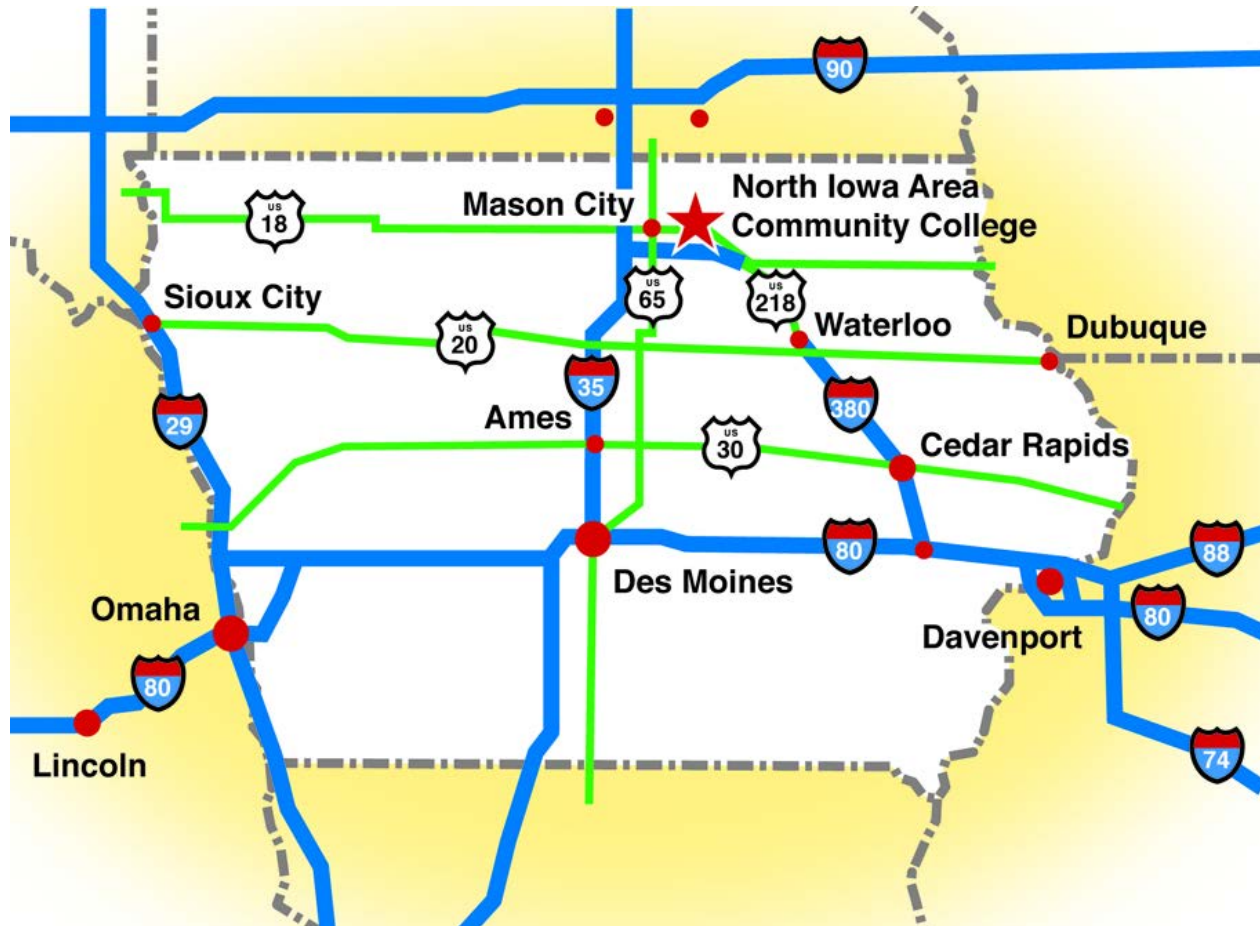 90
North Iowa Area
Community College
Mason City
US
18
US
65
US
218
Sioux City
US
20
Waterloo
Dubuque
35
29
380
Ames
US
30
Cedar Rapids
80
88
Des Moines
Omaha
80
Davenport
80
Lincoln
74